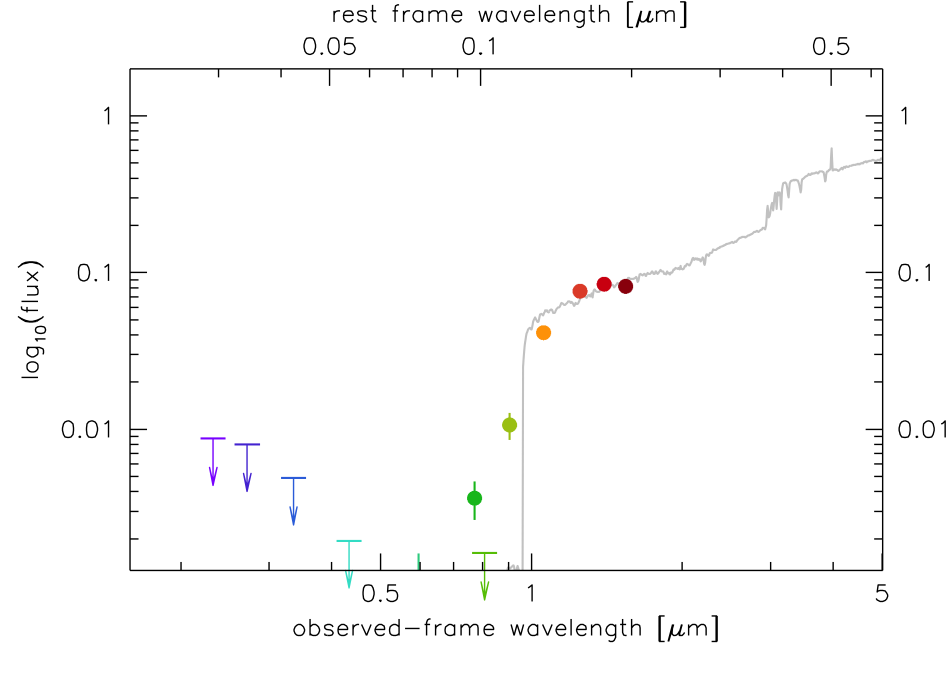 rest frame wavelength [μm]
0.05 0.1 0.5
1 1
0.1 0.1
log10(flux)
0.01 0.01
0.5 1 5
observed-frame wavelength [μm]